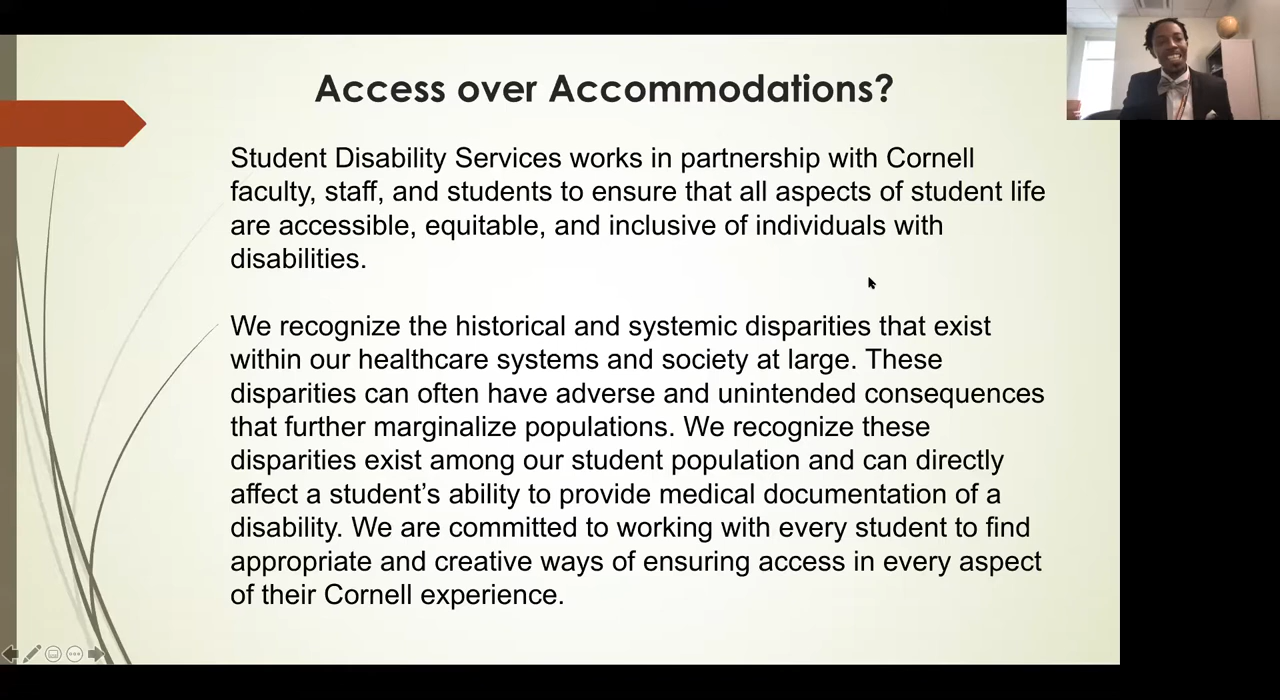 Access over Accommodations?
Student Disability Services works in partnership with Cornell
faculty, staff, and students to ensure that all aspects of student life
are accessible, equitable, and inclusive of individuals with
disabilities.
We recognize the historical and systemic disparities that exist
within our healthcare systems and society at large. These
disparities can often have adverse and unintended consequences
that further marginalize populations. We recognize these
disparities exist among our student population and can directly
affect a student’s ability to provide medical documentation of a
disability. We are committed to working with every student to find
appropriate and creative ways of ensuring access in every aspect
of their Cornell experience.